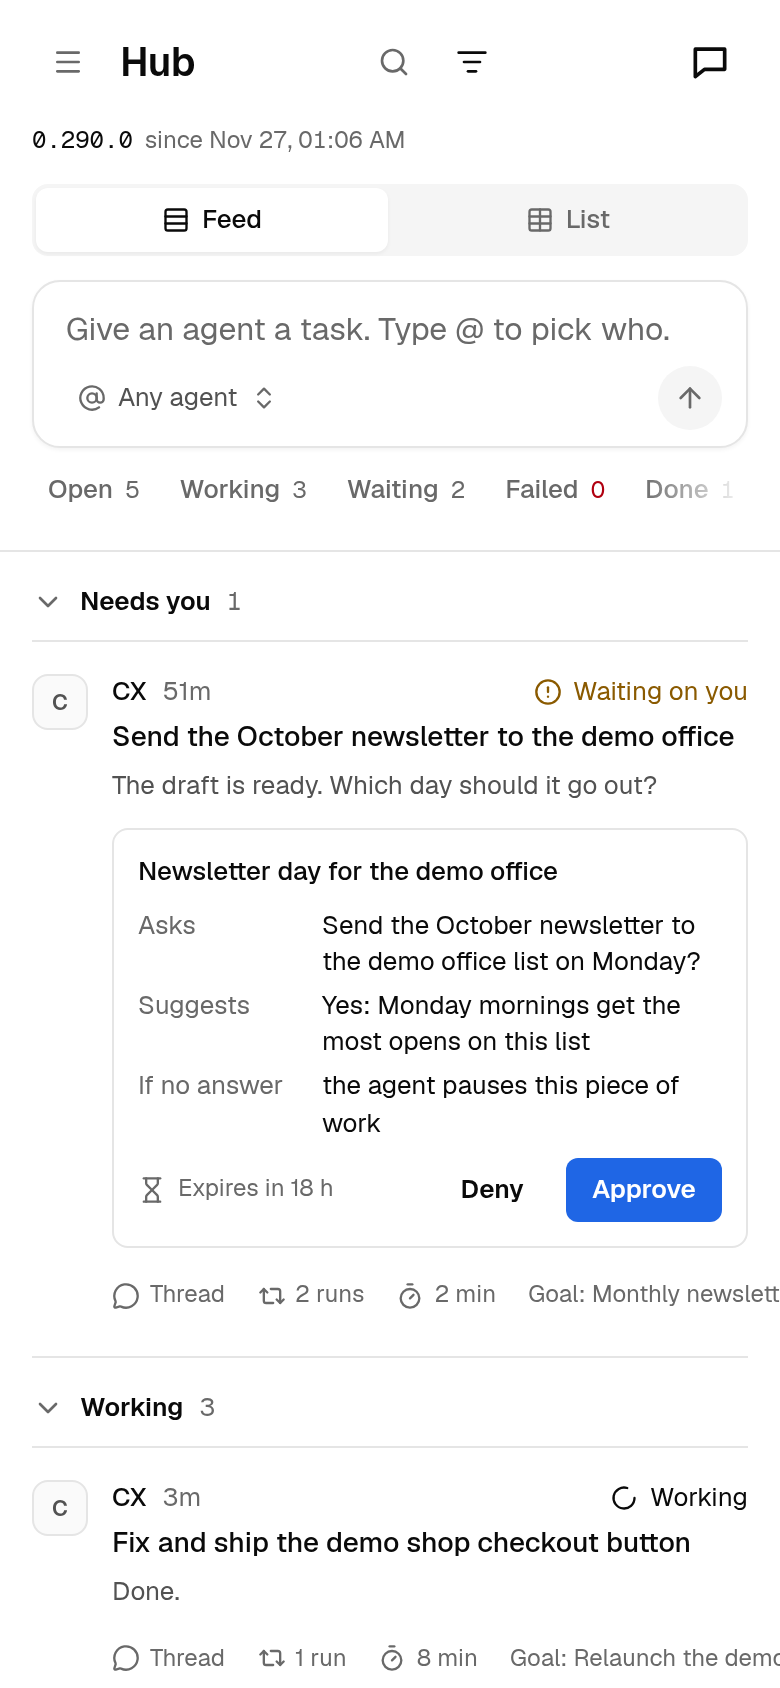 Hub
0.290.0 since Nov 27, 01:06 AM
Feed
List
Give an agent a task. Type @ to pick who.
@ Any agent
Open 5 Working 3 Waiting 2 Failed 0 Done 1
Needs you 1
C
CX 51m
Waiting on you
Send the October newsletter to the demo office
The draft is ready. Which day should it go out?
Newsletter day for the demo office
Asks
Send the October newsletter to
the demo office list on Monday?
Suggests
Yes: Monday mornings get the
most opens on this list
If no answer
the agent pauses this piece of
work
Expires in 18 h
Deny
Approve
Thread 2 runs 2 min Goal: Monthly newslett
Working 3
C
CX 3m
Working
Fix and ship the demo shop checkout button
Done.
Thread 1 run 8 min Goal: Relaunch the demo